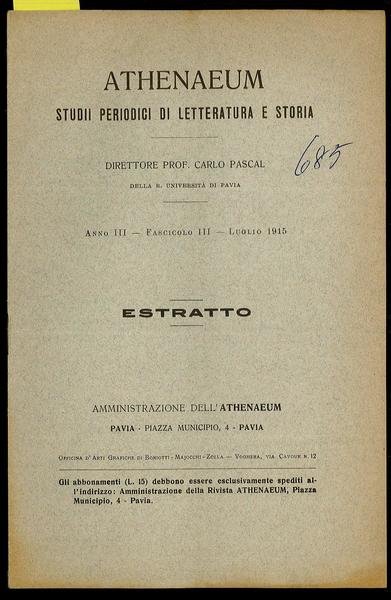 ATHENAEUM
STUDII PERIODICI DI LETTERATURA E STORIA
DIRETTORE PROF. CARLO PASCAL
DELLA R. UNIVERSITÀ DI PAVIA
685
ANNO III — FASCICOLO III — LUGLIO 1915
ESTRATTO
AMMINISTRAZIONE DELL'ATHENAEUM
PAVIA - PIAZZA MUNICIPIO, 4 - PAVIA
OFFICINA D'ARTI GRAFICHE DI BORIOTTI - MAJOCCHI - ZOLLA — VOGHERA, VIA CAVOUR N. 12
Gli abbonamenti (L. 15) debbono essere esclusivamente spediti al-
l'indirizzo: Amministrazione della Rivista ATHENAEUM, Piazza
Municipio, 4 - Pavia.